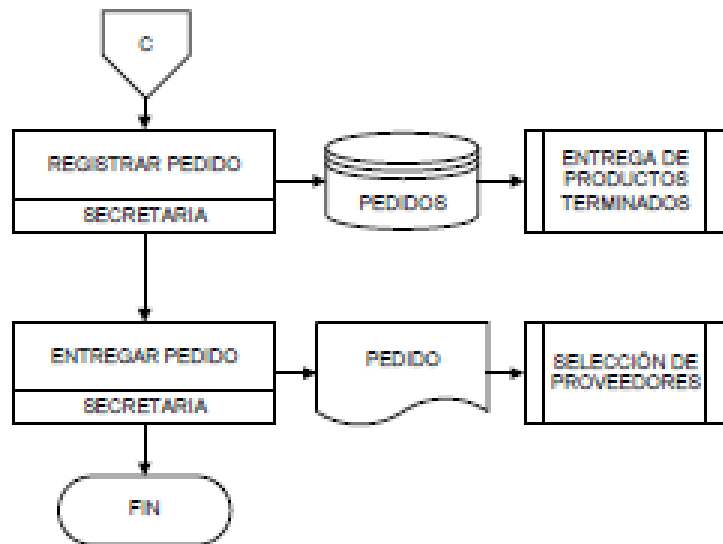 C
REGISTRAR PEDIDO
SECRETARIA
PEDIDOS
ENTREGA DE
PRODUCTOS
TERMINADOS
ENTREGAR PEDIDO
SECRETARIA
PEDIDO
SELECCIÓN DE
PROVEEDORES
FIN